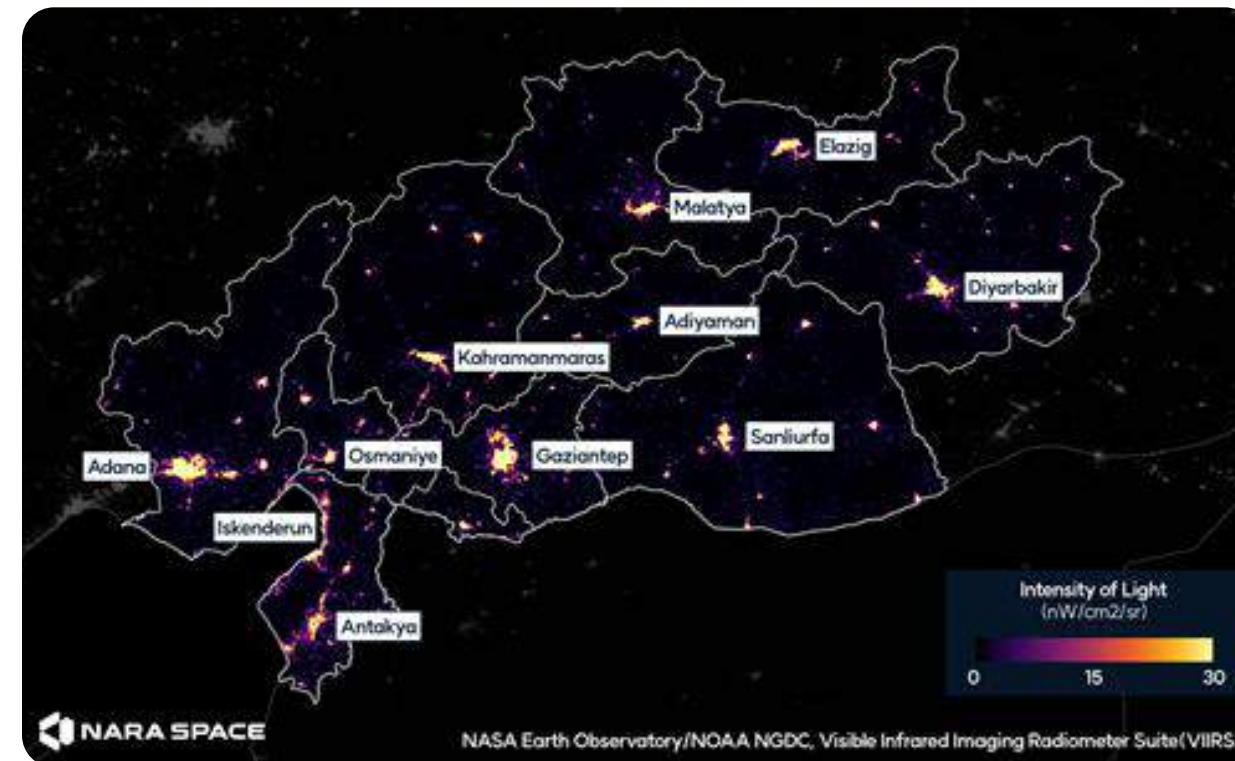 Elazig
Malatya
Diyarbakir
Adiyaman
Kahramanmaras
Sanliurfa
Osmaniye
Gaziantep
Adana
Iskenderun
Antakya
Intensity of Light
(nW/cm2/sr)
0 15 30
NARA SPACE
NASA Earth Observatory/NOAA NGDC, Visible Infrared Imaging Radiometer Suite(VIIRS